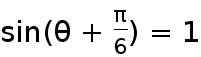 sin(θ + π/6) = 1